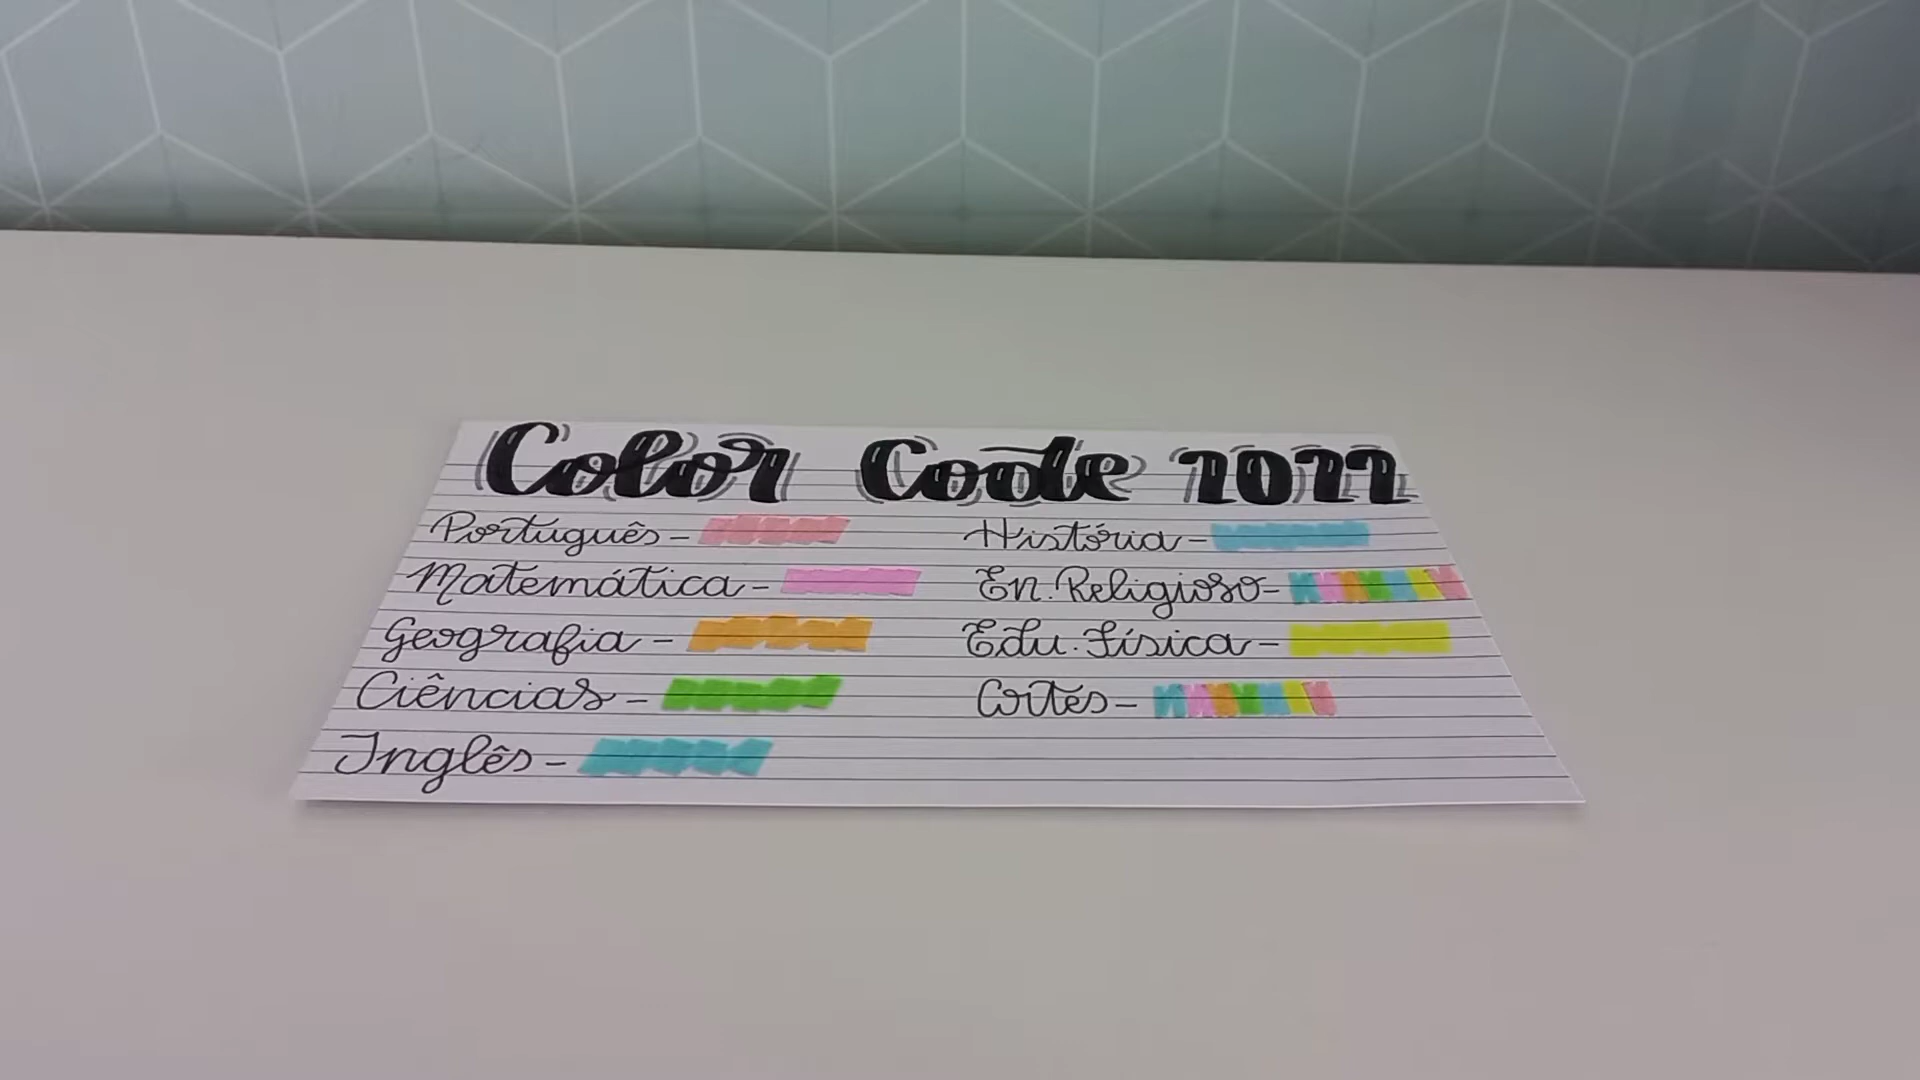 Color Code 2022
Português -
Matemática -
Geografia -
Ciências -
Inglês -
História -
En. Religioso -
Edu. Física -
Artes -